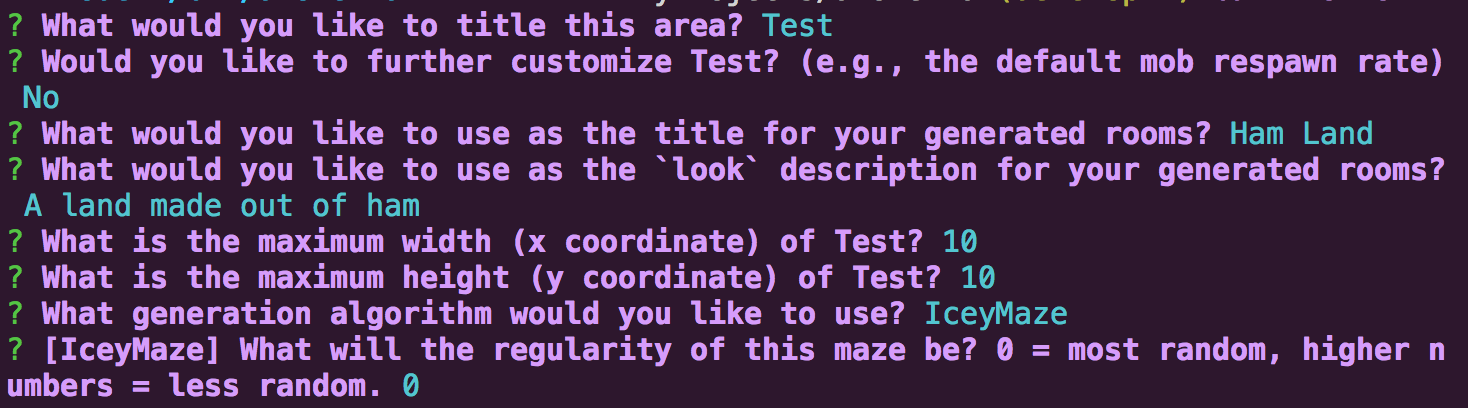 ? What would you like to title this area? Test
? Would you like to further customize Test? (e.g., the default mob respawn rate)
No
? What would you like to use as the title for your generated rooms? Ham Land
? What would you like to use as the `look` description for your generated rooms?
A land made out of ham
? What is the maximum width (x coordinate) of Test? 10
? What is the maximum height (y coordinate) of Test? 10
? What generation algorithm would you like to use? IceyMaze
? [IceyMaze] What will the regularity of this maze be? 0 = most random, higher n
umbers = less random. 0